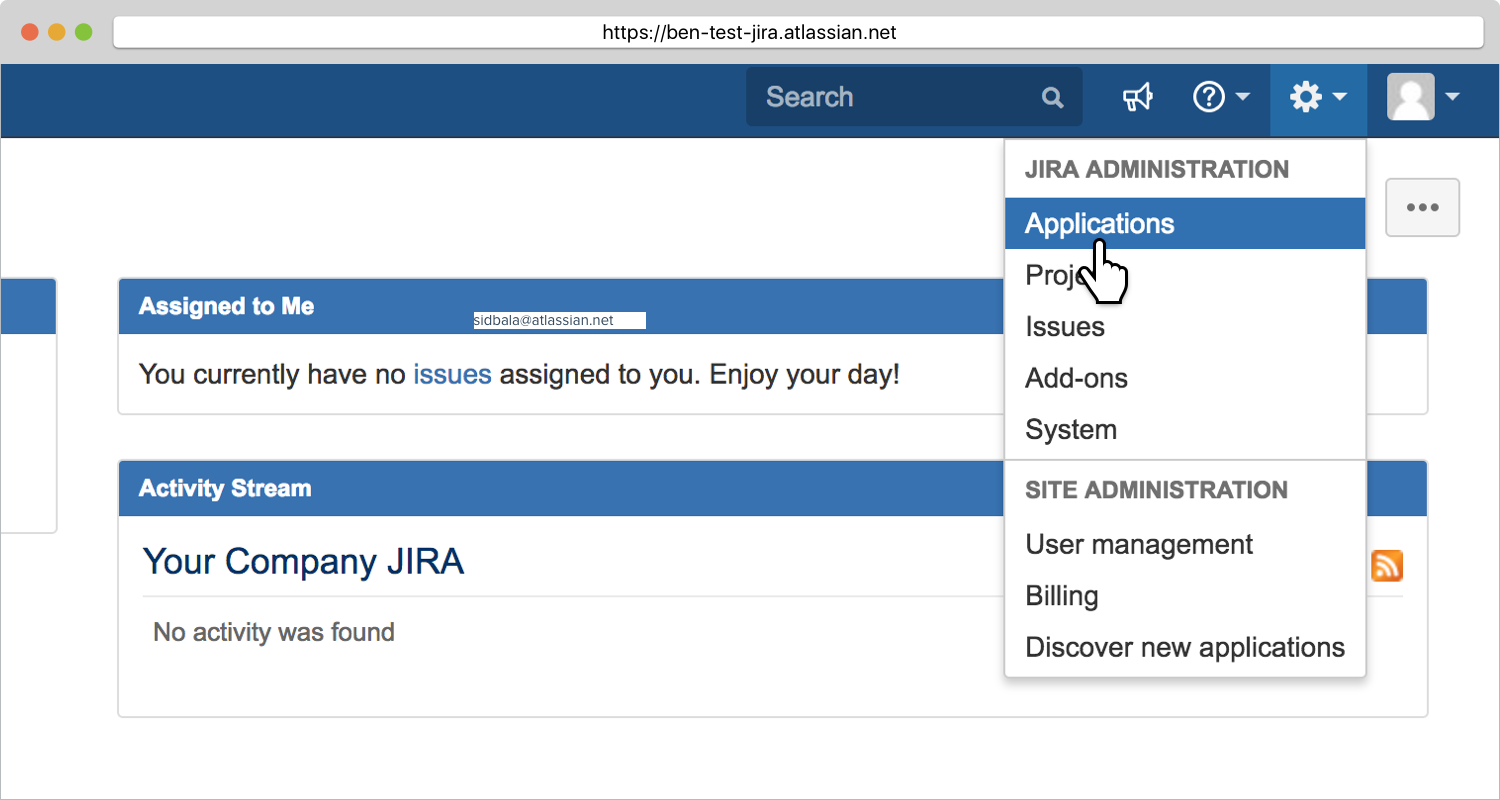 https://ben-test-jira.atlassian.net
Search
JIRA ADMINISTRATION
Applications
Proje
Issues
Add-ons
System
SITE ADMINISTRATION
User management
Billing
Discover new applications
Assigned to Me
sidbala@atlassian.net
You currently have no issues assigned to you. Enjoy your day!
Activity Stream
Your Company JIRA
No activity was found